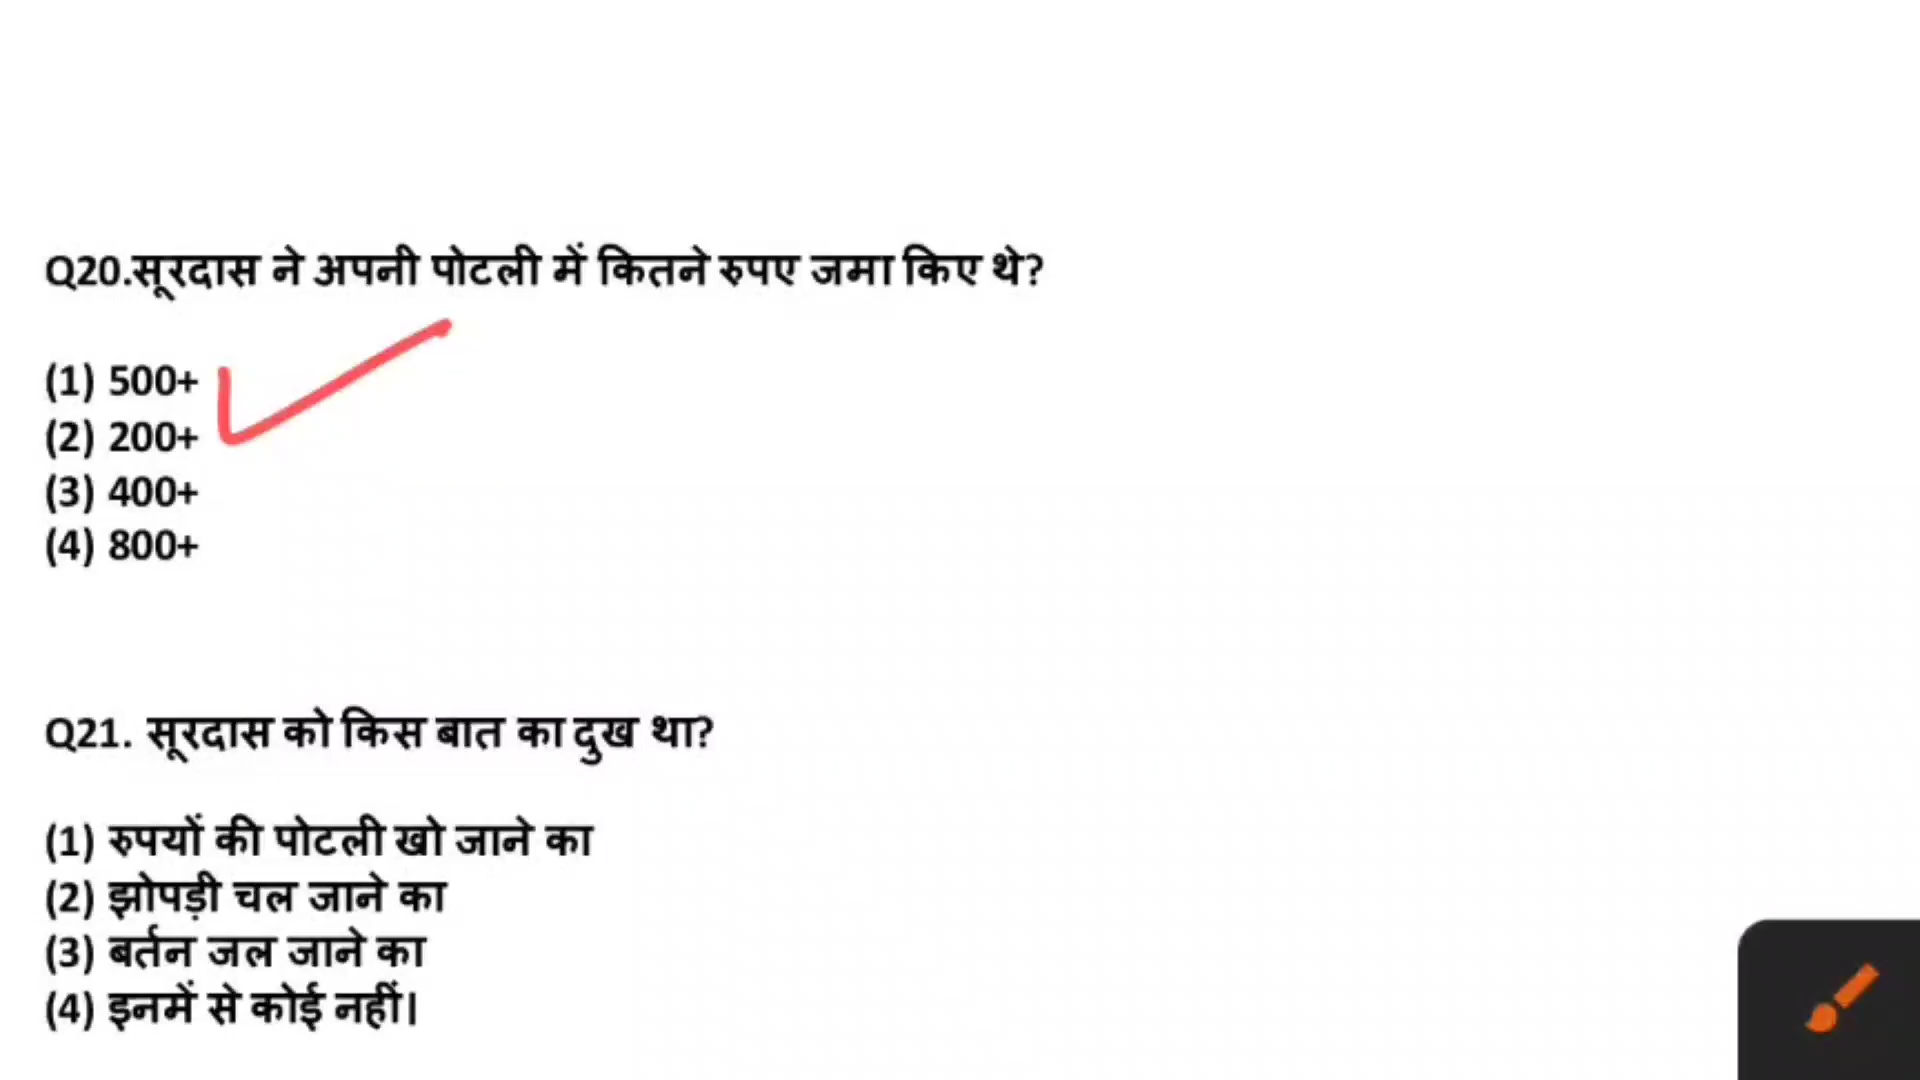 Q20.सूरदास ने अपनी पोटली में कितने रुपए जमा किए थे?
(1) 500+
(2) 200+
(3) 400+
(4) 800+
Q21. सूरदास को किस बात का दुख था?
(1) रुपयों की पोटली खो जाने का
(2) झोपड़ी चल जाने का
(3) बर्तन जल जाने का
(4) इनमें से कोई नहीं।